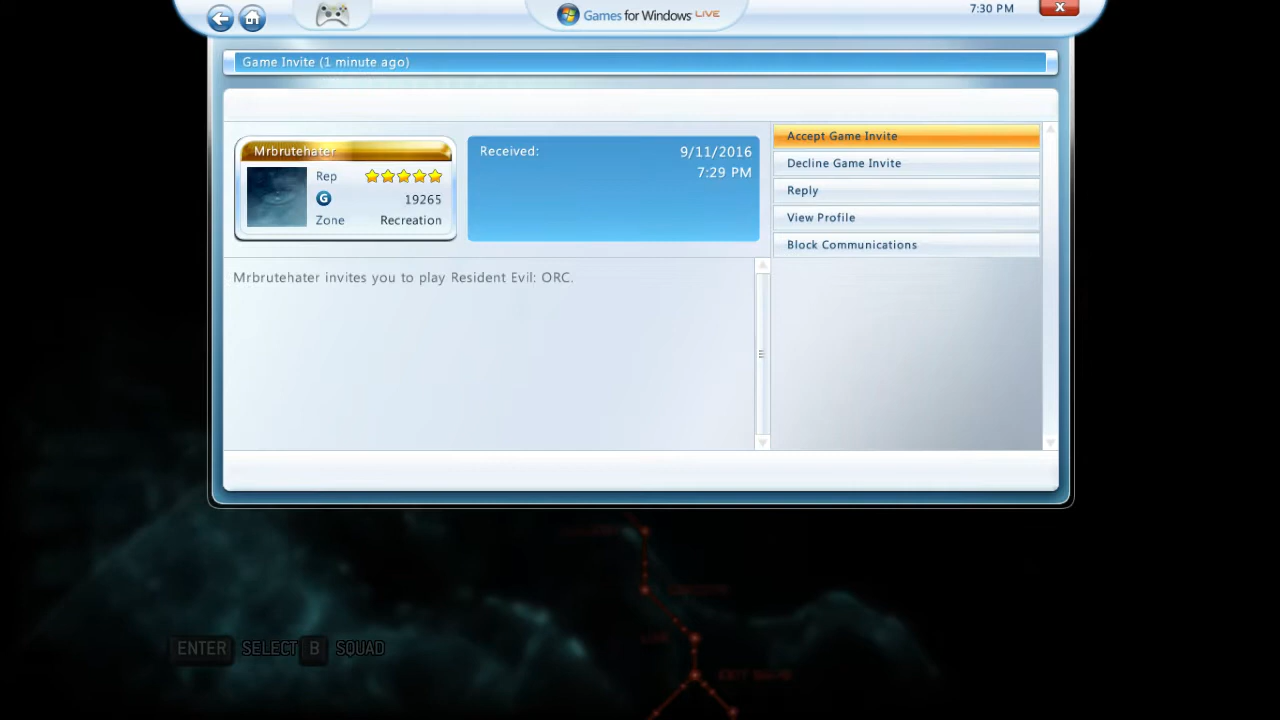 Games for Windows LIVE
7:30 PM
Game Invite (1 minute ago)
Mrbrutehater
Rep
G 19265
Zone Recreation
Received: 9/11/2016
7:29 PM
Accept Game Invite
Decline Game Invite
Reply
View Profile
Block Communications
Mrbrutehater invites you to play Resident Evil: ORC.
EXIT GAME
ENTER SELECT B SQUAD